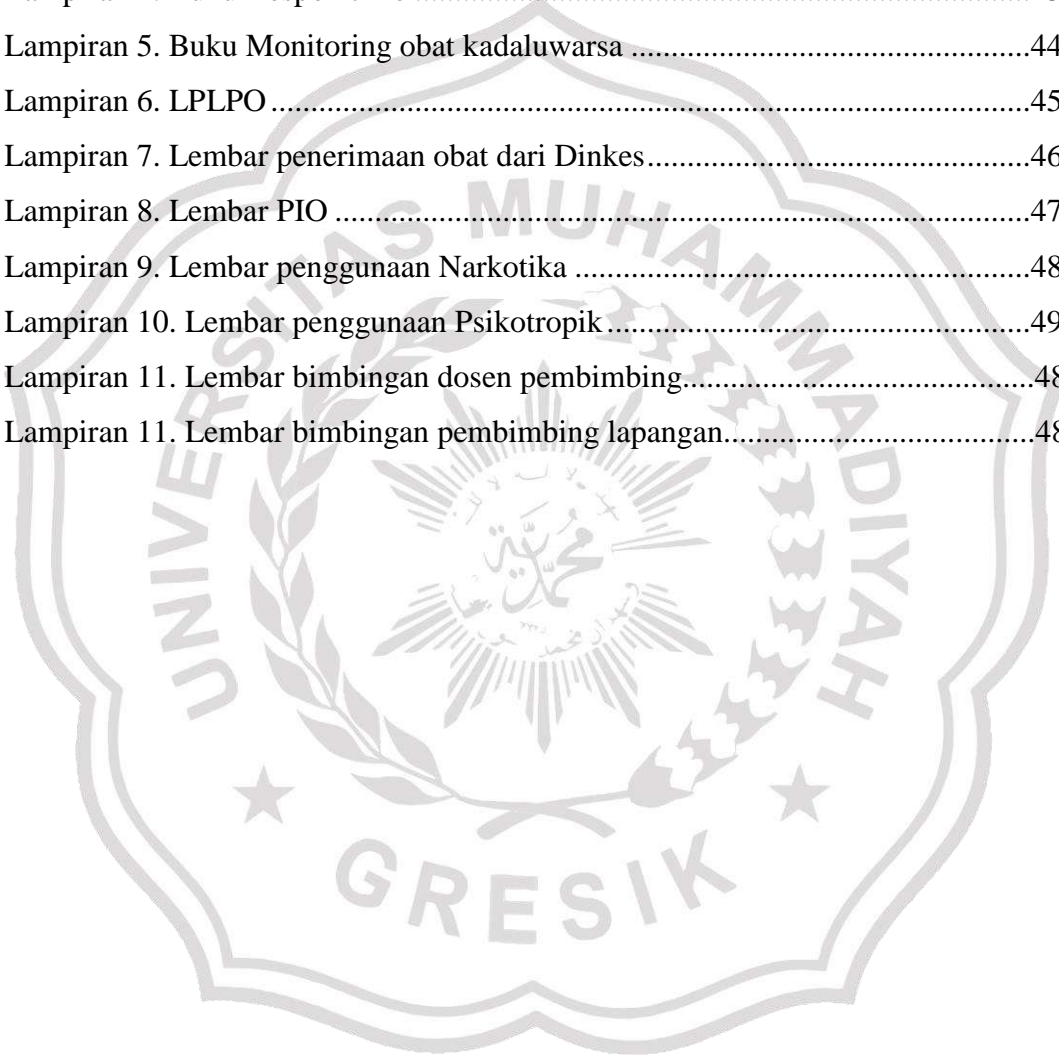 Lampiran 5. Buku Monitoring obat kadaluwarsa ....................................................44
Lampiran 6. LPLPO ....................................................45
Lampiran 7. Lembar penerimaan obat dari Dinkes....................................................46
Lampiran 8. Lembar PIO ....................................................47
Lampiran 9. Lembar penggunaan Narkotika ....................................................48
Lampiran 10. Lembar penggunaan Psikotropik....................................................49
Lampiran 11. Lembar bimbingan dosen pembimbing....................................................48
Lampiran 11. Lembar bimbingan pembimbing lapangan....................................................48
UNIVERSITAS MUHAMMADIYAH
GRESIK